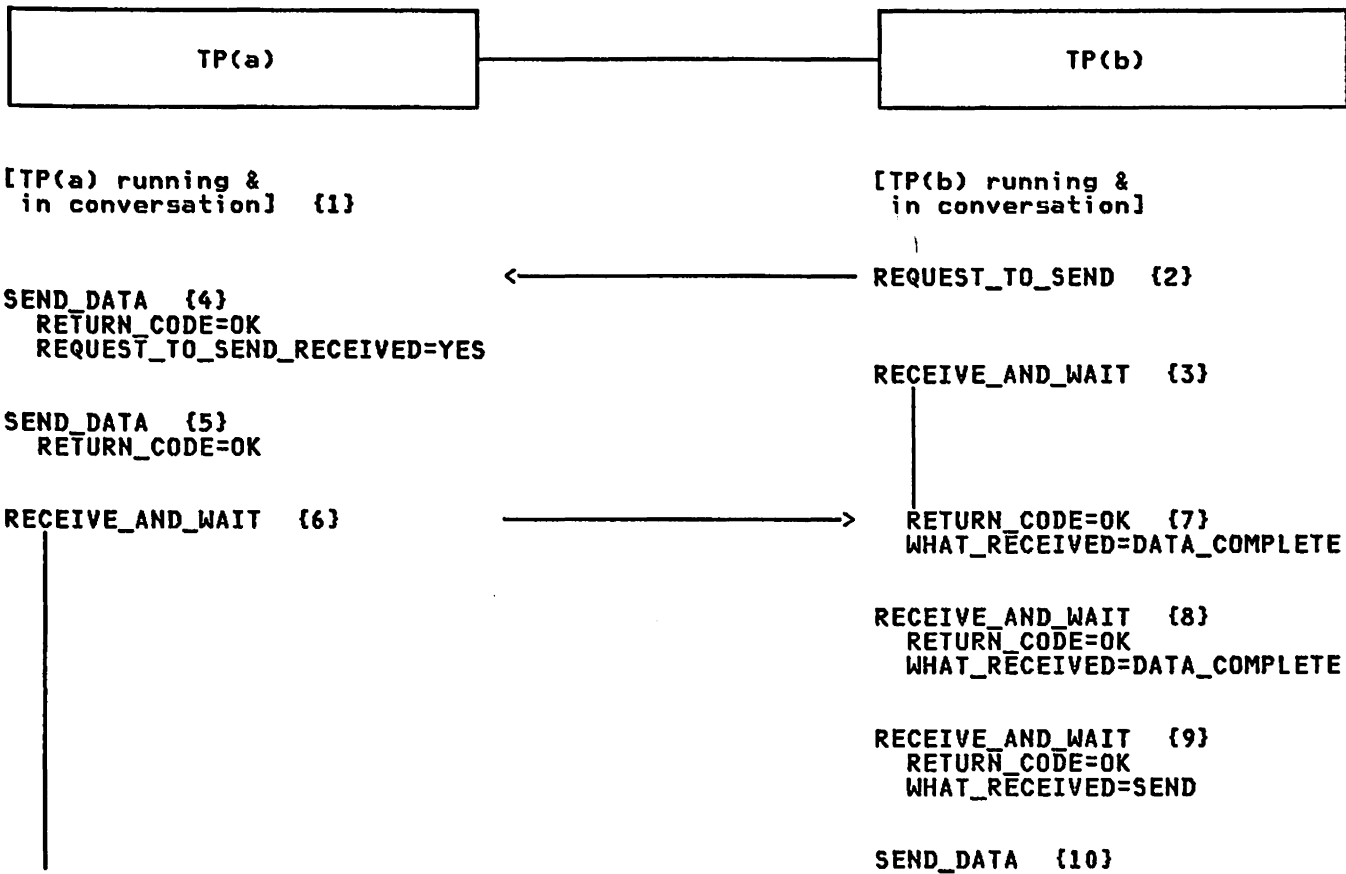 TP(a)
TP(b)
[TP(a) running &
in conversation] {1}
[TP(b) running &
in conversation]
REQUEST_TO_SEND {2}
SEND_DATA {4}
RETURN_CODE=OK
REQUEST_TO_SEND_RECEIVED=YES
RECEIVE_AND_WAIT {3}
SEND_DATA {5}
RETURN_CODE=OK
RECEIVE_AND_WAIT {6}
RETURN_CODE=OK {7}
WHAT_RECEIVED=DATA_COMPLETE
RECEIVE_AND_WAIT {8}
RETURN_CODE=OK
WHAT_RECEIVED=DATA_COMPLETE
RECEIVE_AND_WAIT {9}
RETURN_CODE=OK
WHAT_RECEIVED=SEND
SEND_DATA {10}